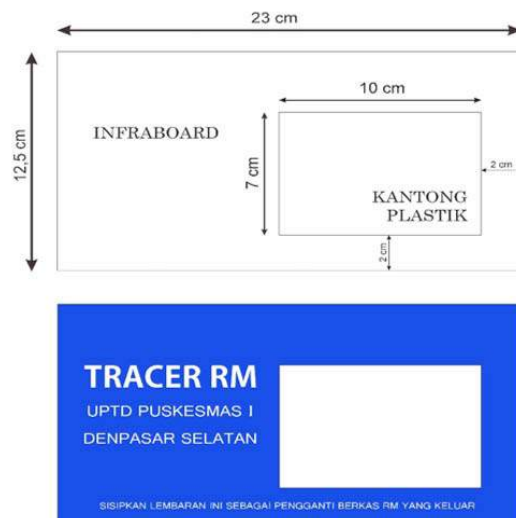 23 cm
12,5 cm
INFRABOARD
10 cm
7 cm
2 cm
KANTONG
PLASTIK
2 cm
TRACER RM
UPTD PUSKESMAS I
DENPASAR SELATAN
SISIPKAN LEMBARAN INI SEBAGAI PENGGANTI BERKAS RM YANG KELUAR